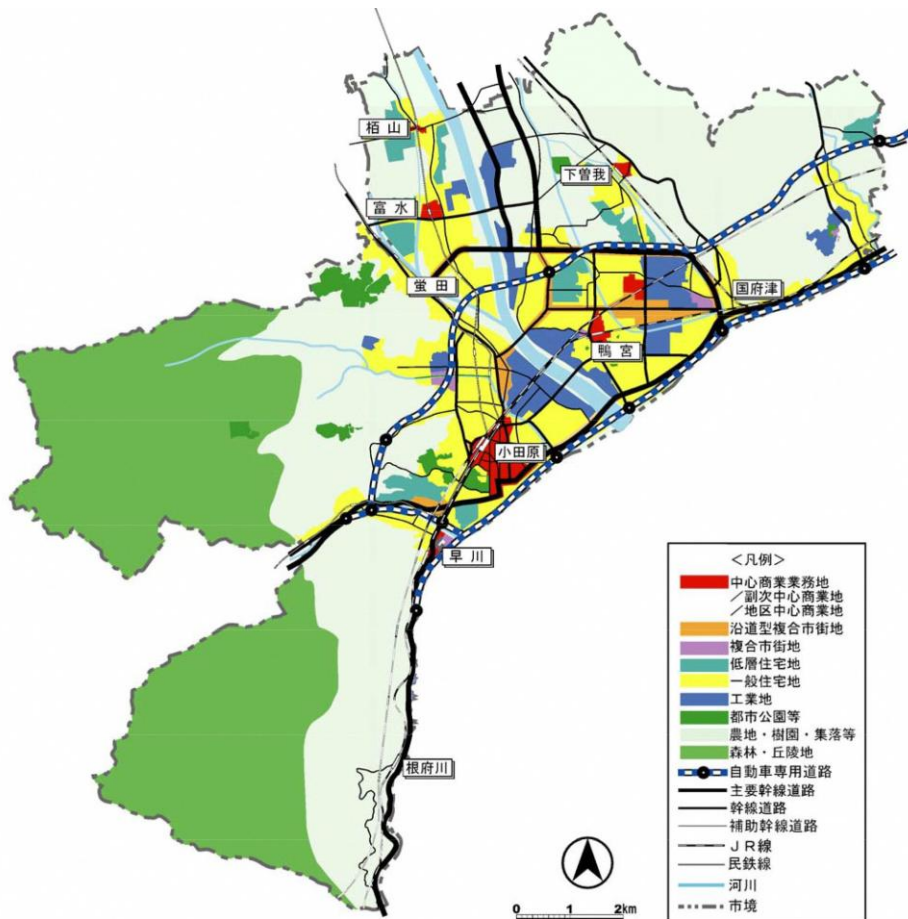 栢山
下曽我
富水
蛍田
国府津
鴨宮
小田原
早川
根府川
<凡例>
中心商業業務地
／副次中心商業地
／地区中心商業地
沿道型複合市街地
複合市街地
低層住宅地
一般住宅地
工業地
都市公園等
農地・樹園・集落等
森林・丘陵地
自動車専用道路
主要幹線道路
幹線道路
補助幹線道路
ＪＲ線
民鉄線
河川
市境
0 1 2km